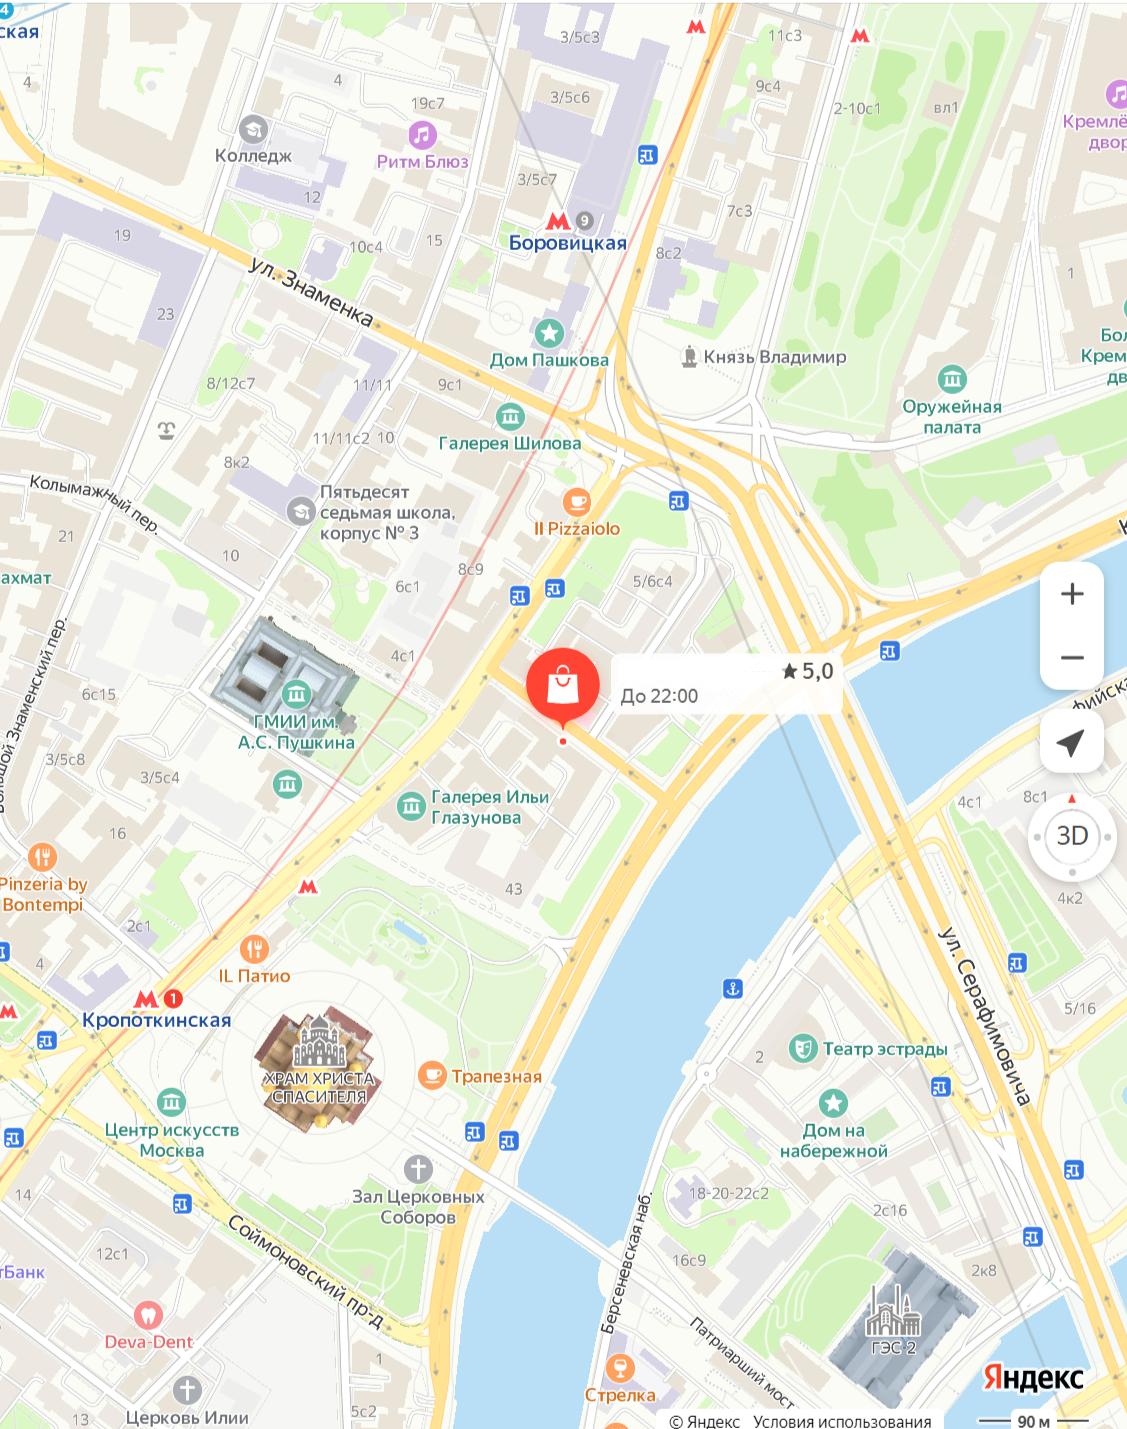 4
ская
3/5с3
11с3
4
4
3/5с6
9с4
19с7
2-10с1
вл1
Колледж
Ритм Блюз
Кремлё
двор
3/5с7
12
7с3
9
Боровицкая
19
10с4
15
8с2
1
ул. Знаменка
23
Дом Пашкова
Князь Владимир
Бол
Крем
дв
8/12с7
11/11
9с1
Оружейная
палата
11/11с2
10
Галерея Шилова
8к2
Колымажный пер.
Пятьдесят
седьмая школа,
корпус № 3
Il Pizzaiolo
21
10
ахмат
8с9
5/6с4
6с1
4с1
Большой Знаменский пер.
6с15
ГМИИ им.
А.С. Пушкина
5,0
До 22:00
фийска
3/5с8
3/5с4
Галерея Ильи
Глазунова
4с1
8с1
3D
16
Pinzeria by
Bontempi
43
4к2
2с1
4
IL Патио
ул. Серафимовича
1
Кропоткинская
5/16
2
Театр эстрады
ХРАМ ХРИСТА
СПАСИТЕЛЯ
Трапезная
Центр искусств
Москва
Дом на
набережной
14
Зал Церковных
Соборов
18-20-22с2
2с16
Соймоновский пр-д
12с1
16с9
тБанк
Берсеневская наб.
2к8
Deva-Dent
ГЭС-2
Патриарший мост
1
Стрелка
Яндекс
Церковь Илии
13
5с2
© Яндекс Условия использования
90 м